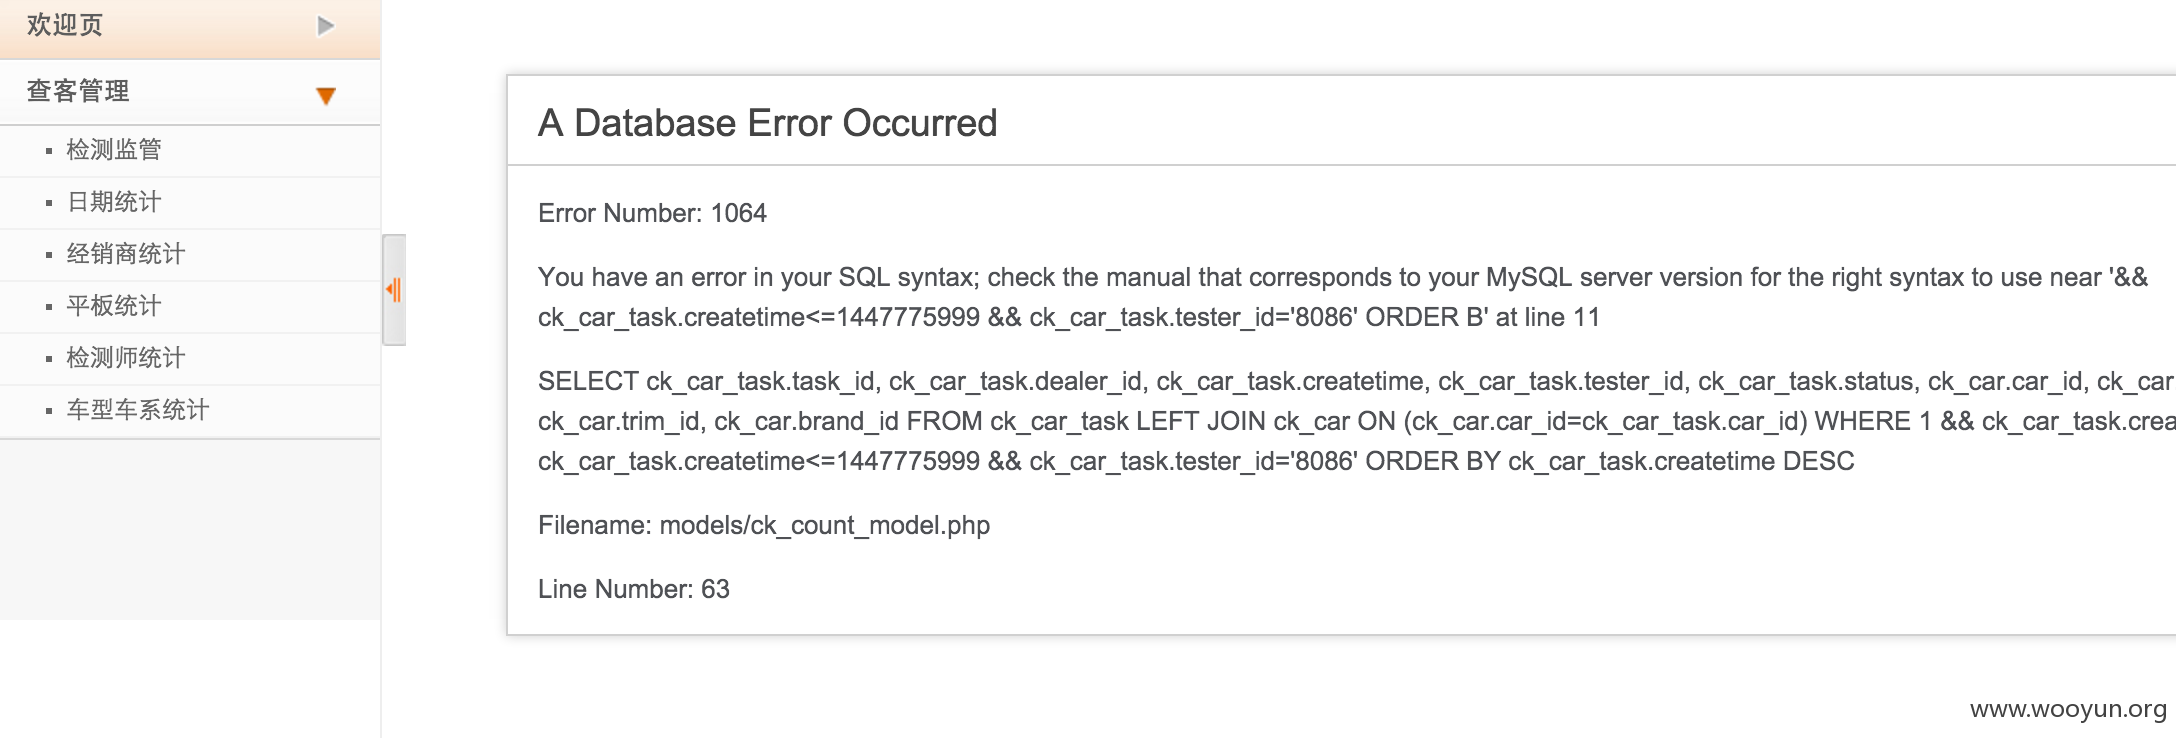 欢迎页
查客管理
检测监管
日期统计
经销商统计
平板统计
检测师统计
车型车系统计
A Database Error Occurred
Error Number: 1064
You have an error in your SQL syntax; check the manual that corresponds to your MySQL server version for the right syntax to use near '&&
ck_car_task.createtime<=1447775999 && ck_car_task.tester_id='8086' ORDER B' at line 11
SELECT ck_car_task.task_id, ck_car_task.dealer_id, ck_car_task.createtime, ck_car_task.tester_id, ck_car_task.status, ck_car.car_id, ck_car
ck_car.trim_id, ck_car.brand_id FROM ck_car_task LEFT JOIN ck_car ON (ck_car.car_id=ck_car_task.car_id) WHERE 1 && ck_car_task.crea
ck_car_task.createtime<=1447775999 && ck_car_task.tester_id='8086' ORDER BY ck_car_task.createtime DESC
Filename: models/ck_count_model.php
Line Number: 63
www.wooyun.org